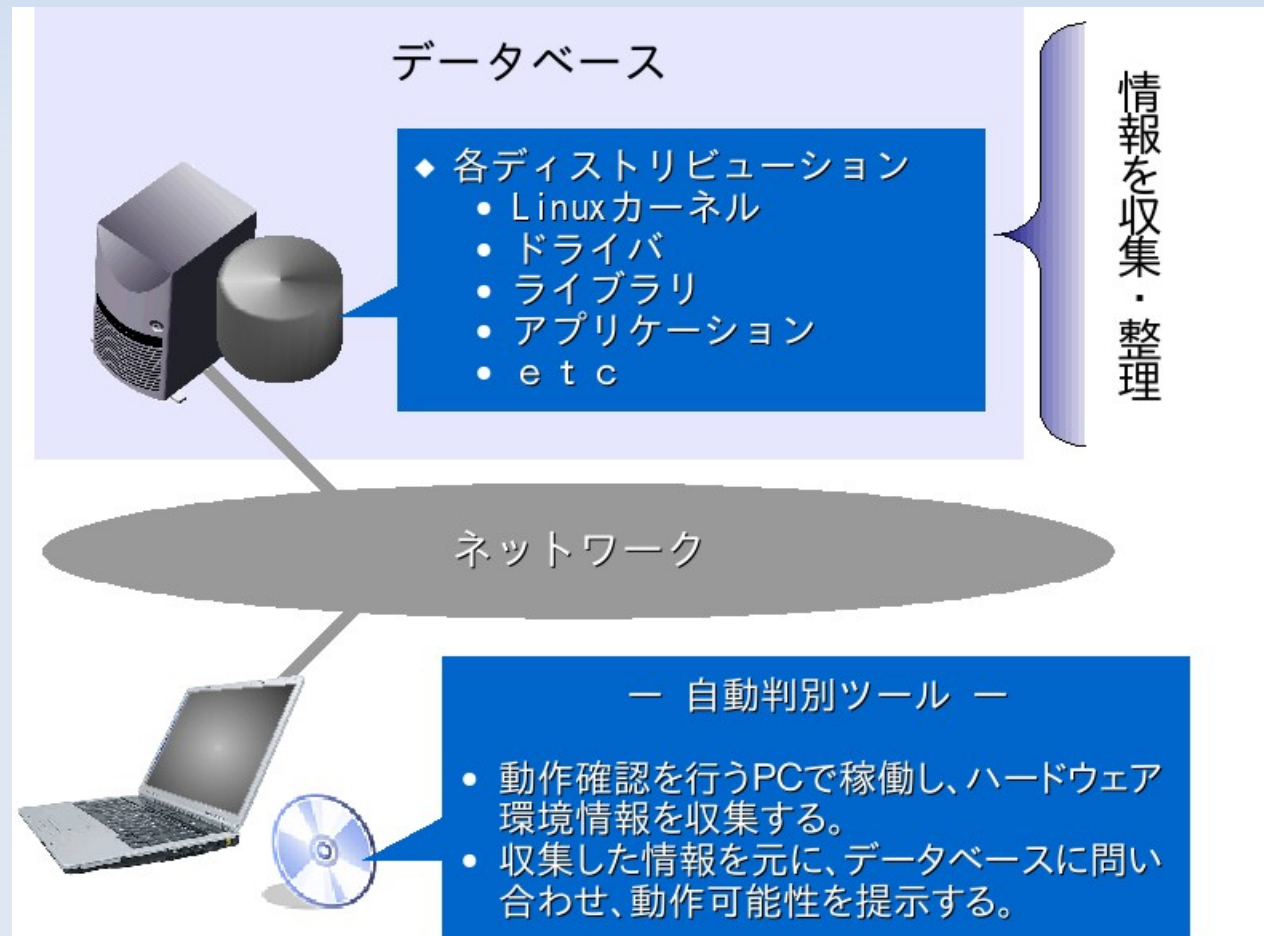 データベース
◆ 各ディストリビューション
• Linuxカーネル
• ドライバ
• ライブラリ
• アプリケーション
• ｅｔｃ
情報を収集・整理
ネットワーク
ー 自動判別ツール ー
• 動作確認を行うPCで稼働し、ハードウェア
環境情報を収集する。
• 収集した情報を元に、データベースに問い
合わせ、動作可能性を提示する。